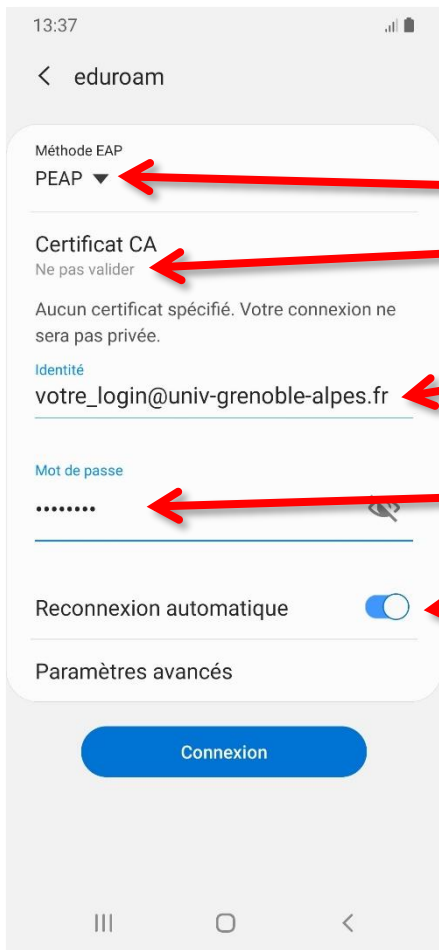 13:37
eduroam
Méthode EAP
PEAP
Certificat CA
Ne pas valider
Aucun certificat spécifié. Votre connexion ne
sera pas privée.
Identité
votre_login@univ-grenoble-alpes.fr
Mot de passe
••••••••
Reconnexion automatique
Paramètres avancés
Connexion